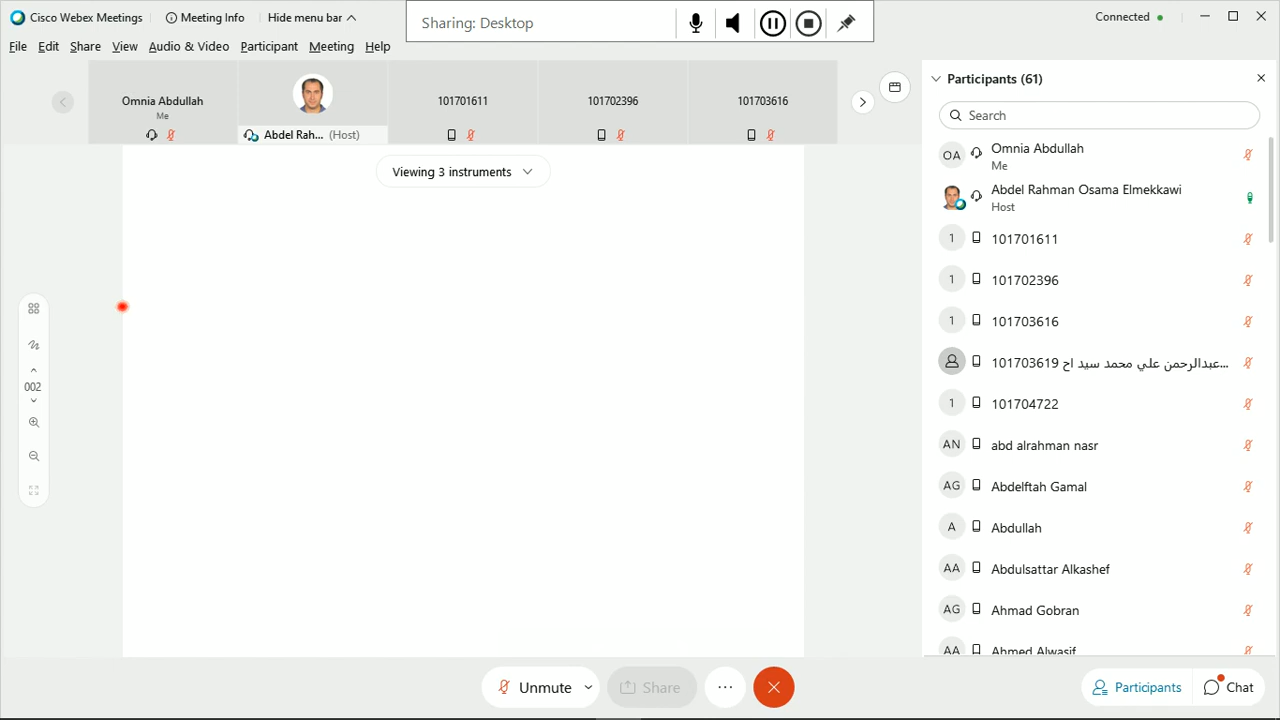 Cisco Webex Meetings
Meeting Info
Hide menu bar
Sharing: Desktop
Connected
File Edit Share View Audio & Video Participant Meeting Help
Omnia Abdullah
Me
Abdel Rah... (Host)
101701611
101702396
101703616
Viewing 3 instruments
002
Participants (61)
Search
OA Omnia Abdullah
Me
Abdel Rahman Osama Elmekkawi
Host
1 101701611
1 101702396
1 101703616
101703619 عبدالرحمن علي محمد سيد اح...
1 101704722
AN abd alrahman nasr
AG Abdelftah Gamal
A Abdullah
AA Abdulsattar Alkashef
AG Ahmad Gobran
AA Ahmed Alwasif
Unmute
Share
Participants
Chat